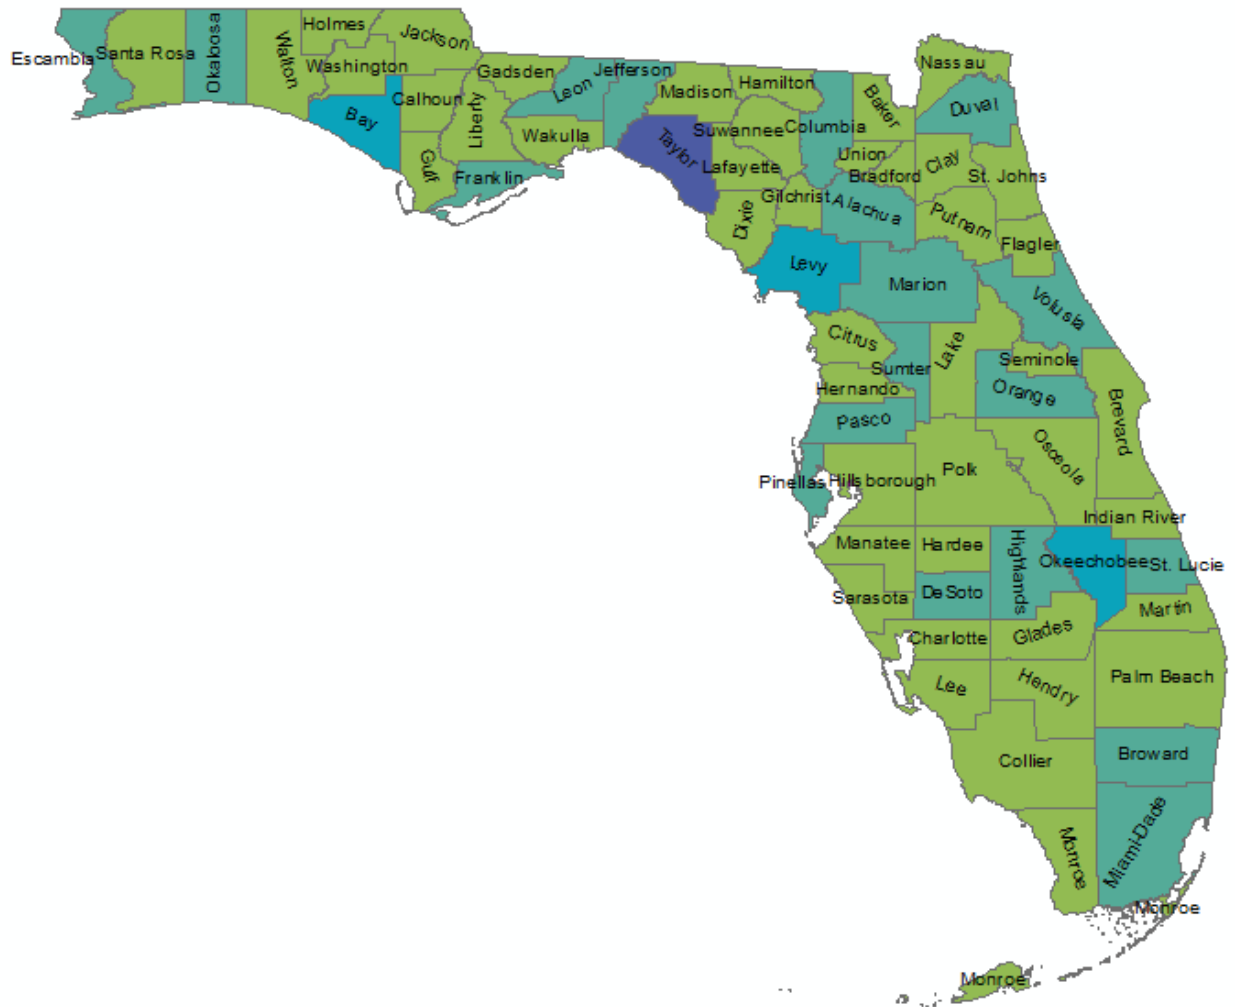 Holmes
Jackson
Escambia
Santa Rosa
Okaloosa
Walton
Washington
Nassau
Gadsden
Leon
Jefferson
Madison
Hamilton
Baker
Duval
Bay
Calhoun
Liberty
Wakulla
Taylor
Suwannee
Columbia
Union
Clay
Gulf
Franklin
Lafayette
Bradford
St. Johns
Dixie
Gilchrist
Alachua
Putnam
Flagler
Levy
Marion
Volusia
Citrus
Sumter
Lake
Seminole
Hernando
Orange
Brevard
Pasco
Osceola
Pinellas
Hillsborough
Polk
Indian River
Manatee
Hardee
Highlands
Okeechobee
St. Lucie
Sarasota
DeSoto
Martin
Charlotte
Glades
Lee
Hendry
Palm Beach
Collier
Broward
Monroe
Miami-Dade
Monroe
Monroe